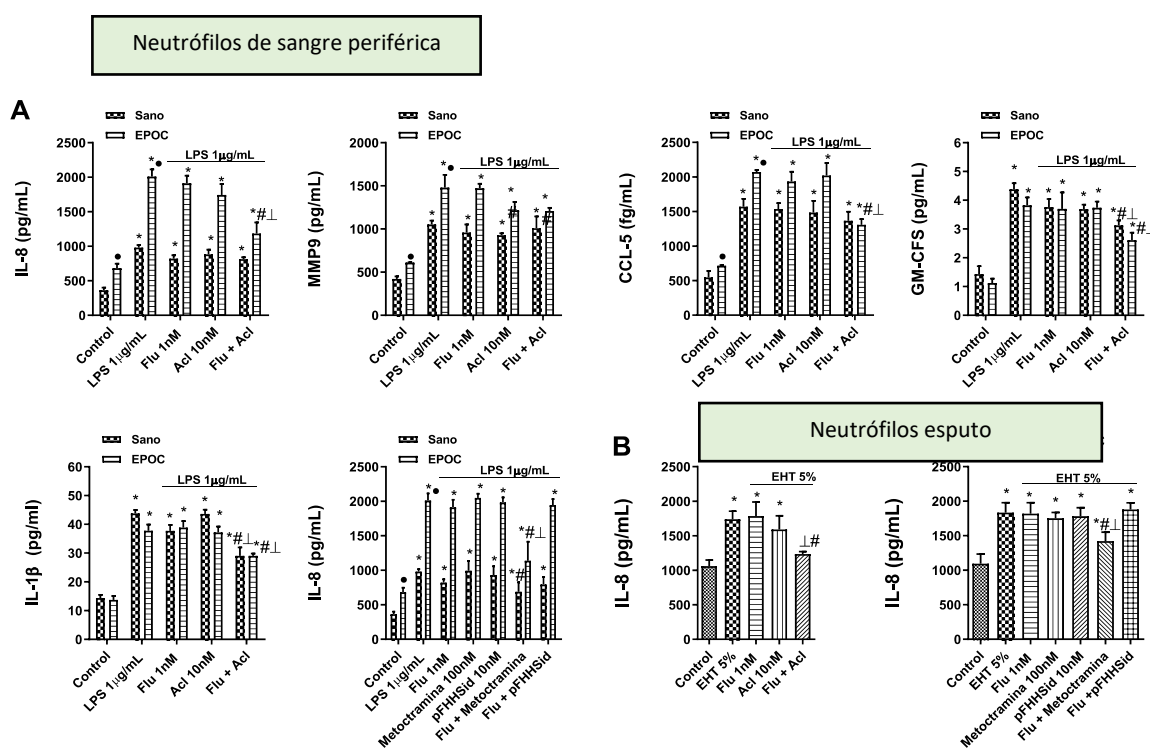 Neutrófilos de sangre periférica
A
Sano
EPOC
LPS 1µg/mL
IL-8 (pg/mL)
2500
2000
1500
1000
500
0
* ● * * *#⊥
● * * * *
Control
LPS 1µg/mL
Flu 1nM
Acl 10nM
Flu + Acl
Sano
EPOC
LPS 1µg/mL
MMP9 (pg/mL)
2000
1500
1000
500
0
* ● * *# *#
● * * * *
Control
LPS 1µg/mL
Flu 1nM
Acl 10nM
Flu + Acl
Sano
EPOC
LPS 1µg/mL
CCL-5 (fg/mL)
2500
2000
1500
1000
500
0
* ● * *
● * * * * *#⊥
Control
LPS 1µg/mL
Flu 1nM
Acl 10nM
Flu + Acl
Sano
EPOC
LPS 1µg/mL
GM-CFS (pg/mL)
6
5
4
3
2
1
0
* * * * * * *#⊥
*#⊥
Control
LPS 1µg/mL
Flu 1nM
Acl 10nM
Flu + Acl
Sano
EPOC
LPS 1µg/mL
IL-1β (pg/ml)
60
50
40
30
20
10
0
* * * * * * *#⊥ *#⊥
Control
LPS 1µg/mL
Flu 1nM
Acl 10nM
Flu + Acl
Sano
EPOC
LPS 1µg/mL
IL-8 (pg/mL)
2500
2000
1500
1000
500
0
* ● * * * *#⊥ *
● * * * * *# *
Control
LPS 1µg/mL
Flu 1nM
Metoctramina 100nM
pFHHSid 10nM
Flu + Metoctramina
Flu + pFHHSid
B
Neutrófilos esputo
EHT 5%
IL-8 (pg/mL)
2500
2000
1500
1000
500
0
* * * ⊥#
Control
EHT 5%
Flu 1nM
Acl 10nM
Flu + Acl
EHT 5%
IL-8 (pg/mL)
2500
2000
1500
1000
500
0
* * * * *#⊥ *
Control
EHT 5%
Flu 1nM
Metoctramina 100nM
pFHHSid 10nM
Flu + Metoctramina
Flu +pFHHSid